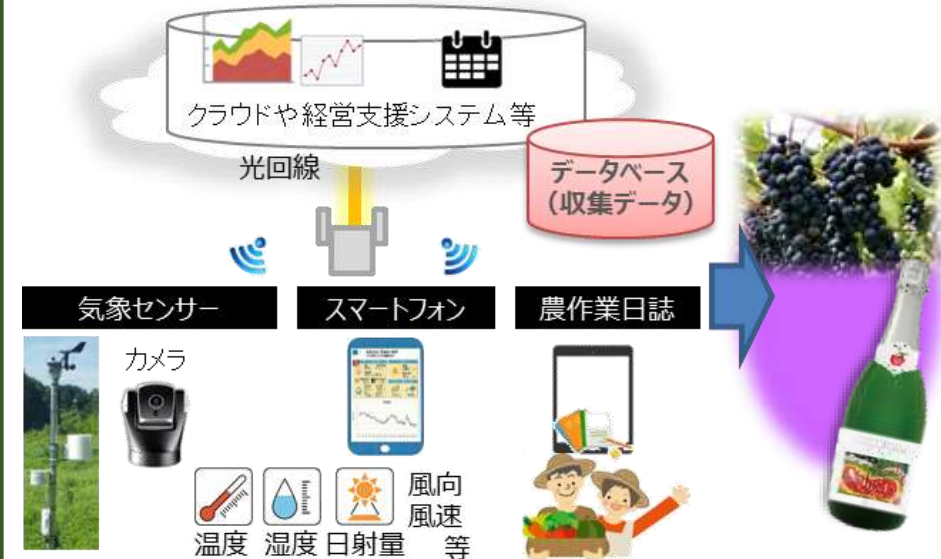 クラウドや経営支援システム等
光回線
データベース
（収集データ）
気象センサー
スマートフォン
農作業日誌
カメラ
風向
風速
等
温度
湿度
日射量